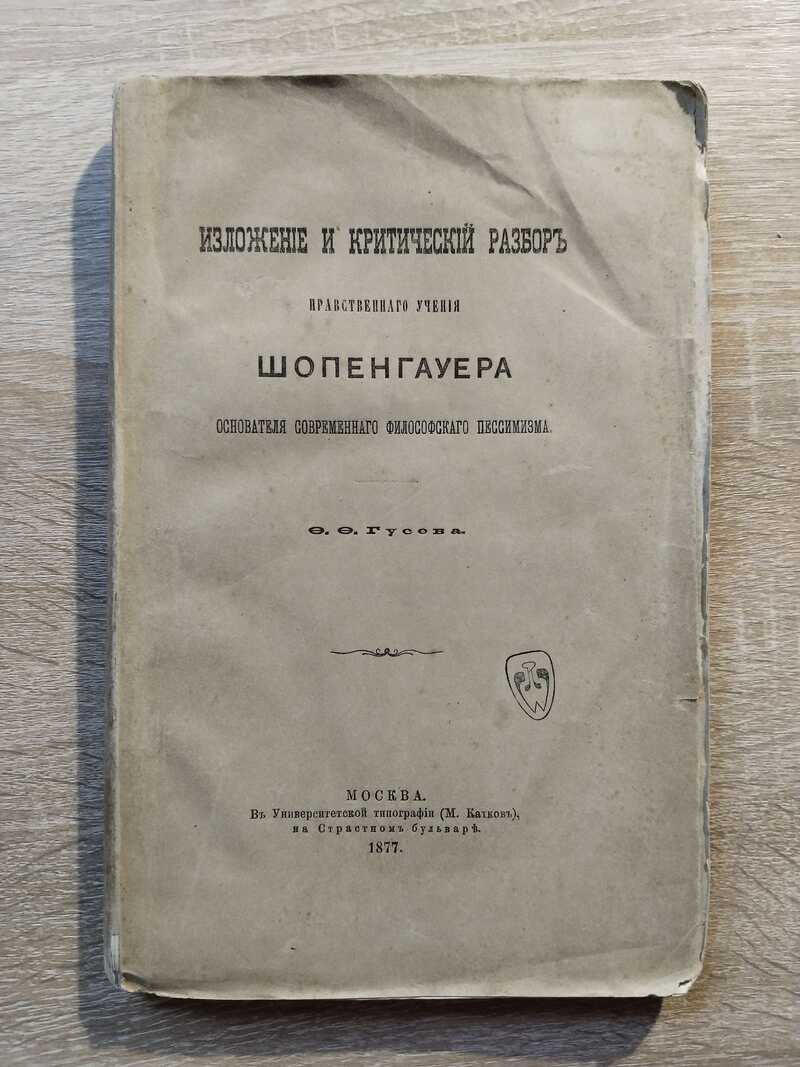 ИЗЛОЖЕНІЕ И КРИТИЧЕСКІЙ РАЗБОРЪ
НРАВСТВЕННАГО УЧЕНІЯ
ШОПЕНГАУЕРА
ОСНОВАТЕЛЯ СОВРЕМЕННАГО ФИЛОСОФСКАГО ПЕССИМИЗМА.
Ѳ. Ѳ. Гусева.
МОСКВА.
Въ Университетской типографіи (М. Катковъ),
на Страстномъ бульварѣ.
1877.